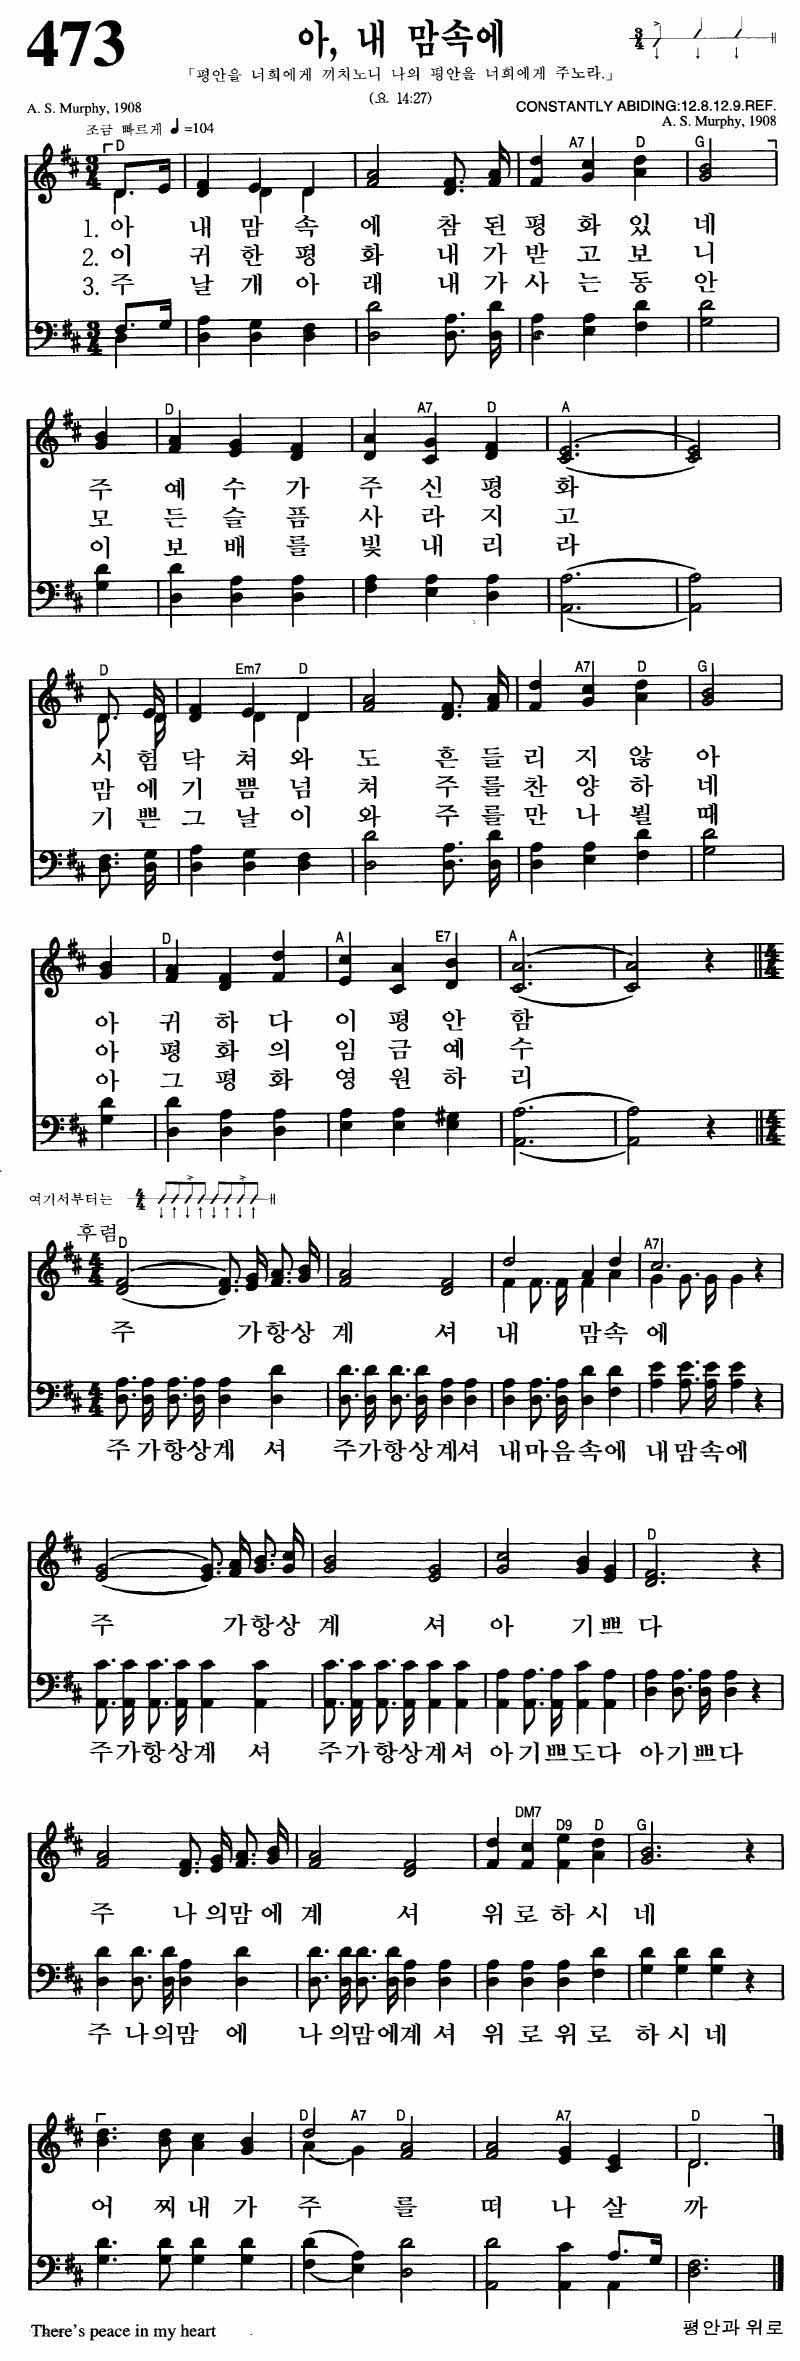 473
아, 내 맘속에
「평안을 너희에게 끼치노니 나의 평안을 너희에게 주노라.」
(요 14:27)
A. S. Murphy, 1908
CONSTANTLY ABIDING:12.8.12.9.REF.
A. S. Murphy, 1908
조금 빠르게 ♩=104
D A7 D G
1. 아 내 맘 속 에 참 된 평 화 있 네
2. 이 귀 한 평 화 내 가 받 고 보 니
3. 주 날 개 아 래 내 가 사 는 동 안
D A7 D A
주 예 수 가 주 신 평 화
모 든 슬 픔 사 라 지 고
이 보 배 를 빛 내 리 라
D Em7 D A7 D G
시 험 닥 쳐 와 도 흔 들 리 지 않 아
맘 에 기 쁨 넘 쳐 주 를 찬 양 하 네
기 쁜 그 날 이 와 주 를 만 나 뵐 때
D A E7 A
아 귀 하 다 이 평 안 함
아 평 화 의 임 금 예 수
아 그 평 화 영 원 하 리
여기서부터는
후렴
D A7
주 가항상 계 셔 내 맘속 에
주가항상계 셔 주가항상계셔 내마음속에 내맘속에
D
주 가항상 계 셔 아 기쁘 다
주가항상계 셔 주가항상계셔 아기쁘도다 아기쁘다
DM7 D9 D G
주 나의맘에 계 셔 위로하시 네
주 나의맘 에 나의맘에계 셔 위로위로 하시네
D A7 D A7 D
어 찌내 가 주 를 떠 나 살 까
There's peace in my heart
평안과 위로